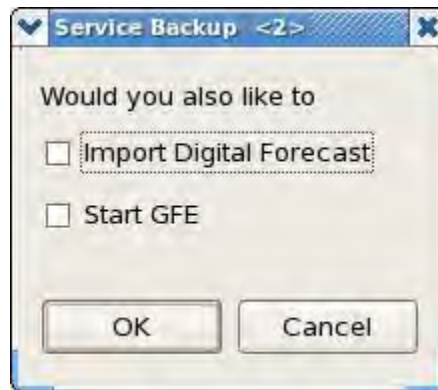 Service Backup <2>
Would you also like to
Import Digital Forecast
Start GFE
OK
Cancel